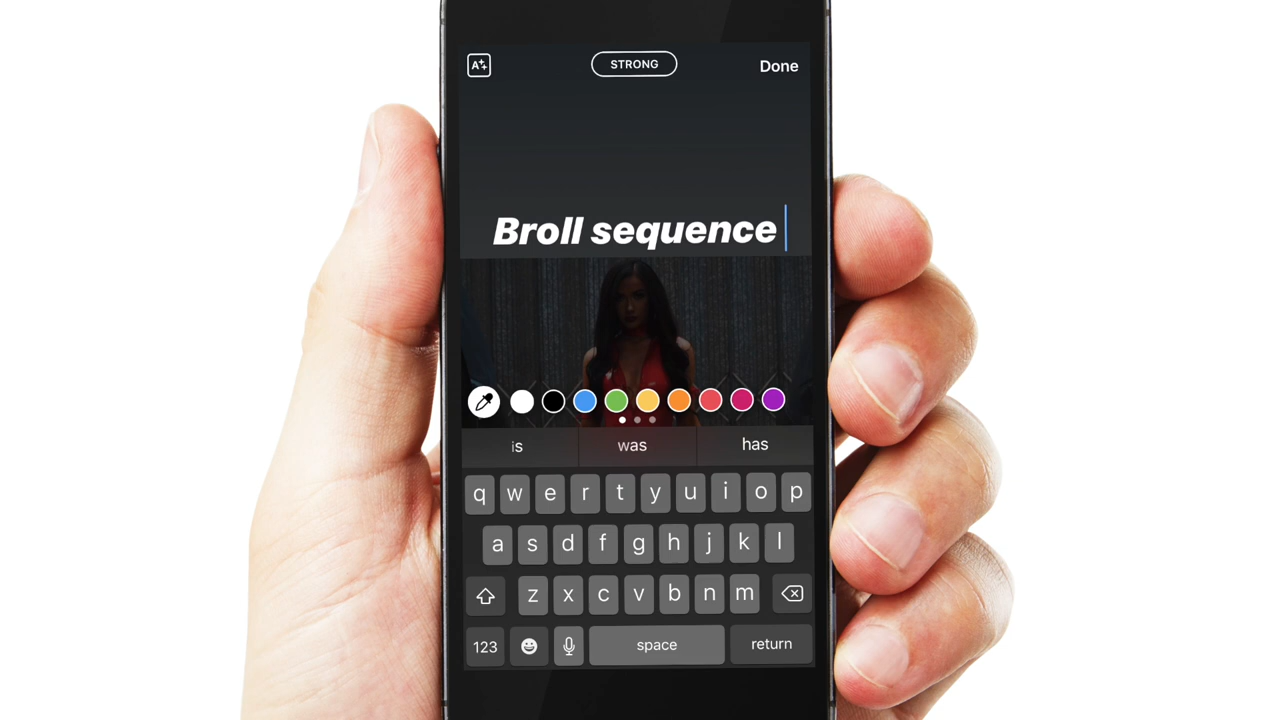 A
STRONG
Done
Broll sequence
is
was
has
q w e r t y u i o p
a s d f g h j k l
z x c v b n m
123
space
return